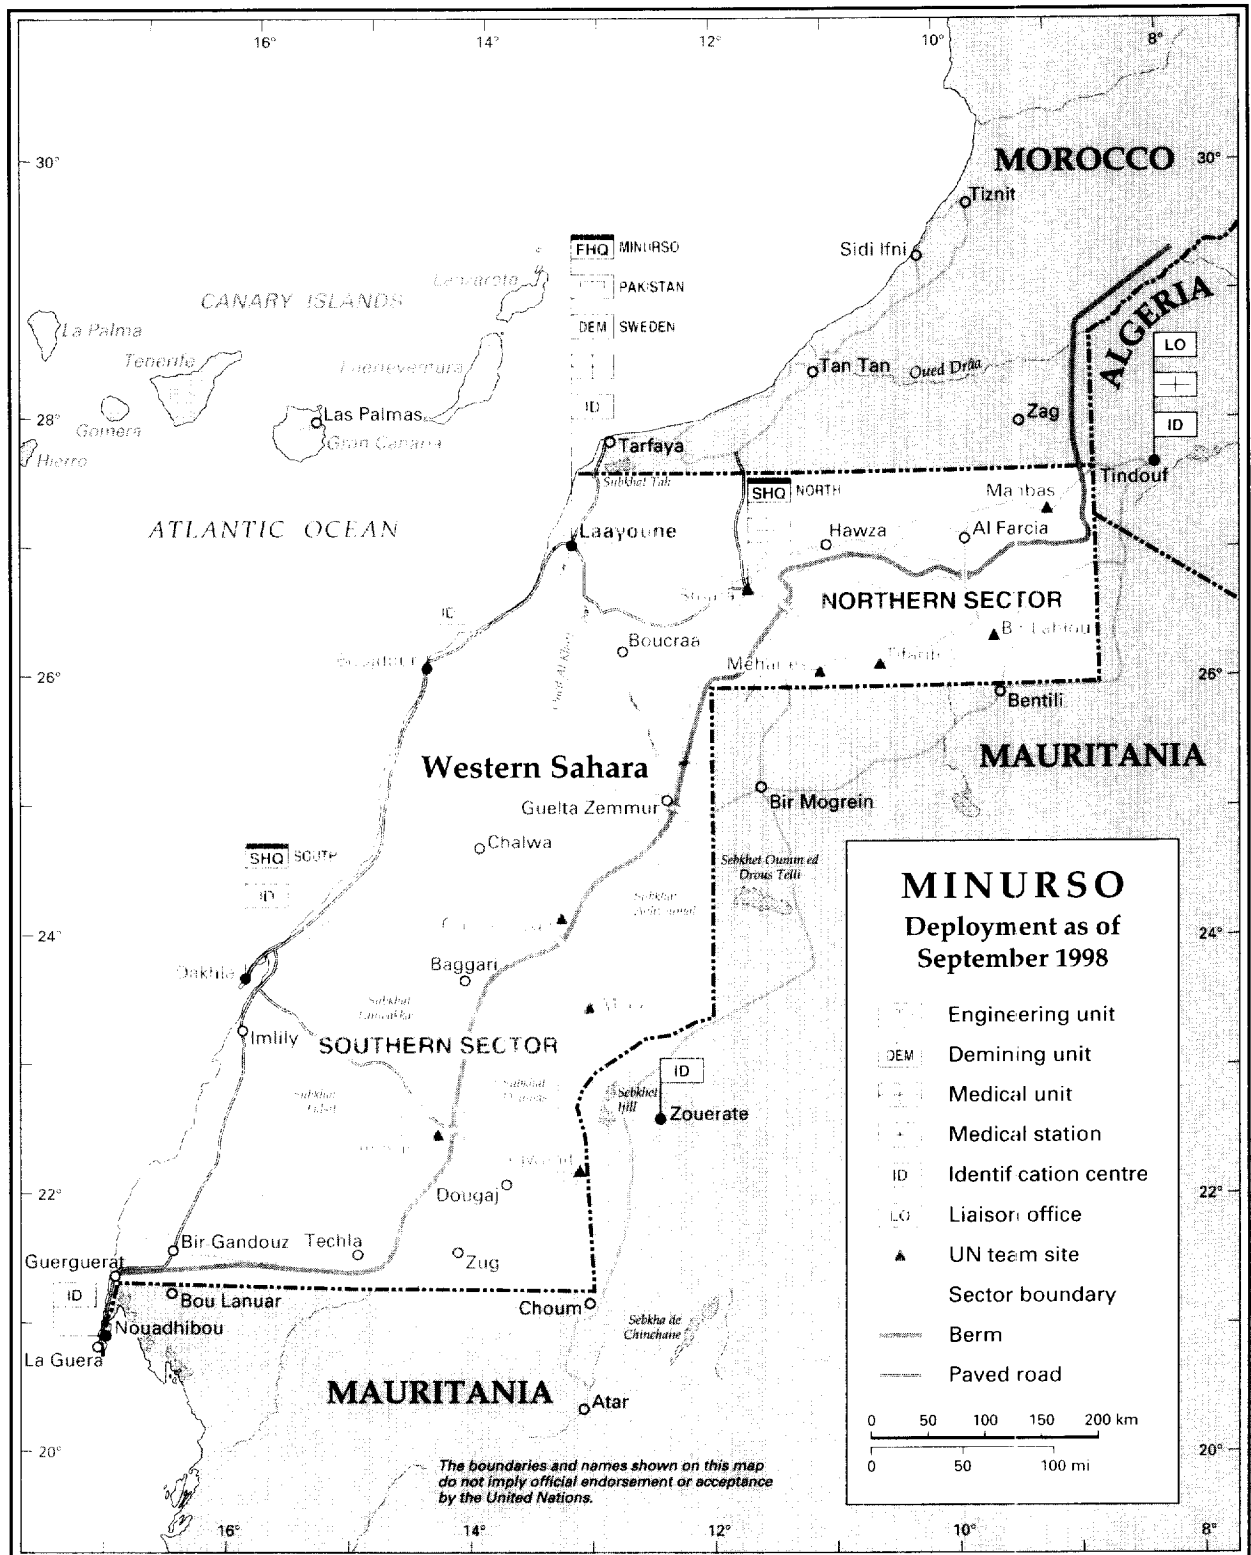 16°
14°
12°
10°
8°
30°
MOROCCO
30°
Tiznit
FHQ MINURSO
Sidi Ifni
CANARY ISLANDS
PAKISTAN
ALGERIA
La Palma
DEM SWEDEN
Tenerife
LO
Tan Tan
Oued Drâa
ID
28°
Las Palmas
Zag
ID
Gomera
Gran Canaria
Tarfaya
Hierro
Tindouf
SHQ NORTH
ATLANTIC OCEAN
Laayoune
Hawza
Al Farcia
NORTHERN SECTOR
ID
Boucraa
26°
26°
Bentili
Western Sahara
MAURITANIA
Guelta Zemmur
Bir Mogrein
Chalwa
SHQ SOUTH
Sebkhet Oumm ed
Drous Telli
MINURSO
ID
Deployment as of
September 1998
24°
24°
Baggari
Dakhla
Imlily
SOUTHERN SECTOR
Engineering unit
DEM Demining unit
ID
Sebkhet
Ijill
Zouerate
Medical unit
Medical station
ID Identification centre
22°
Dougaj
22°
LO Liaison office
Bir Gandouz
Techla
Zug
UN team site
Guerguerat
ID
Bou Lanuar
Choum
Sector boundary
Nouadhibou
Sebkha de
Chinchane
Berm
La Guera
Paved road
MAURITANIA
Atar
0 50 100 150 200 km
0 50 100 mi
20°
20°
The boundaries and names shown on this map
do not imply official endorsement or acceptance
by the United Nations.
16°
14°
12°
10°
8°